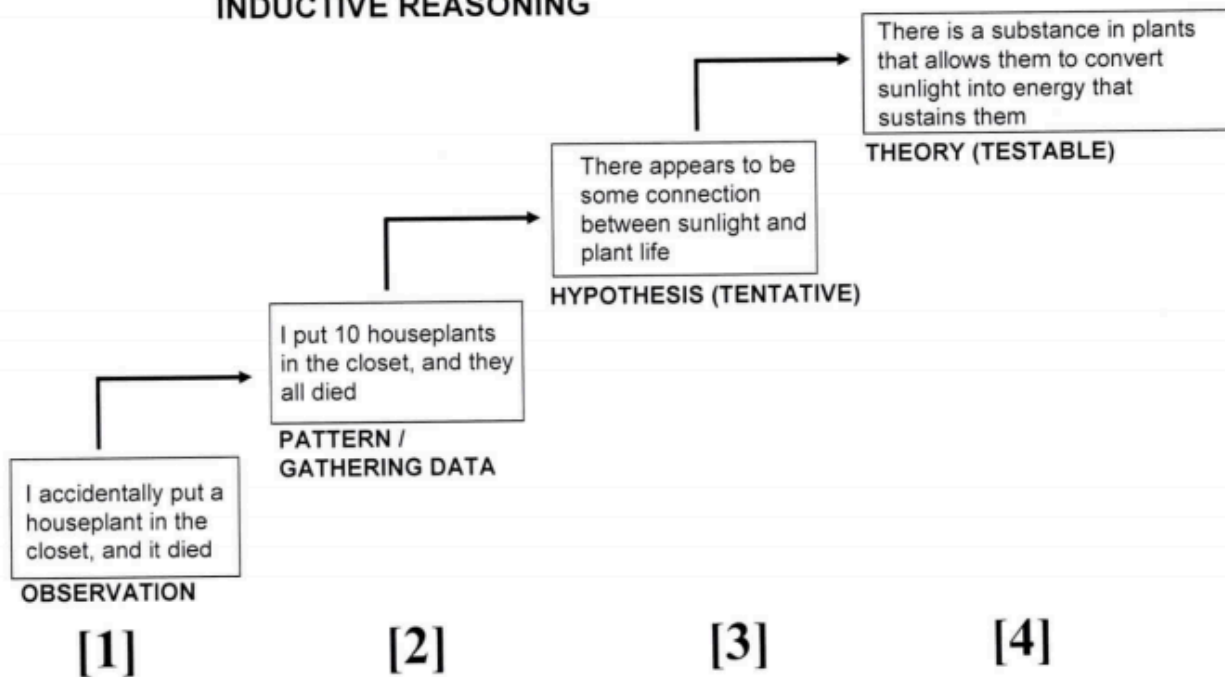 INDUCTIVE REASONING
There is a substance in plants
that allows them to convert
sunlight into energy that
sustains them
THEORY (TESTABLE)
There appears to be
some connection
between sunlight and
plant life
HYPOTHESIS (TENTATIVE)
I put 10 houseplants
in the closet, and they
all died
PATTERN /
GATHERING DATA
I accidentally put a
houseplant in the
closet, and it died
OBSERVATION
[1] [2] [3] [4]